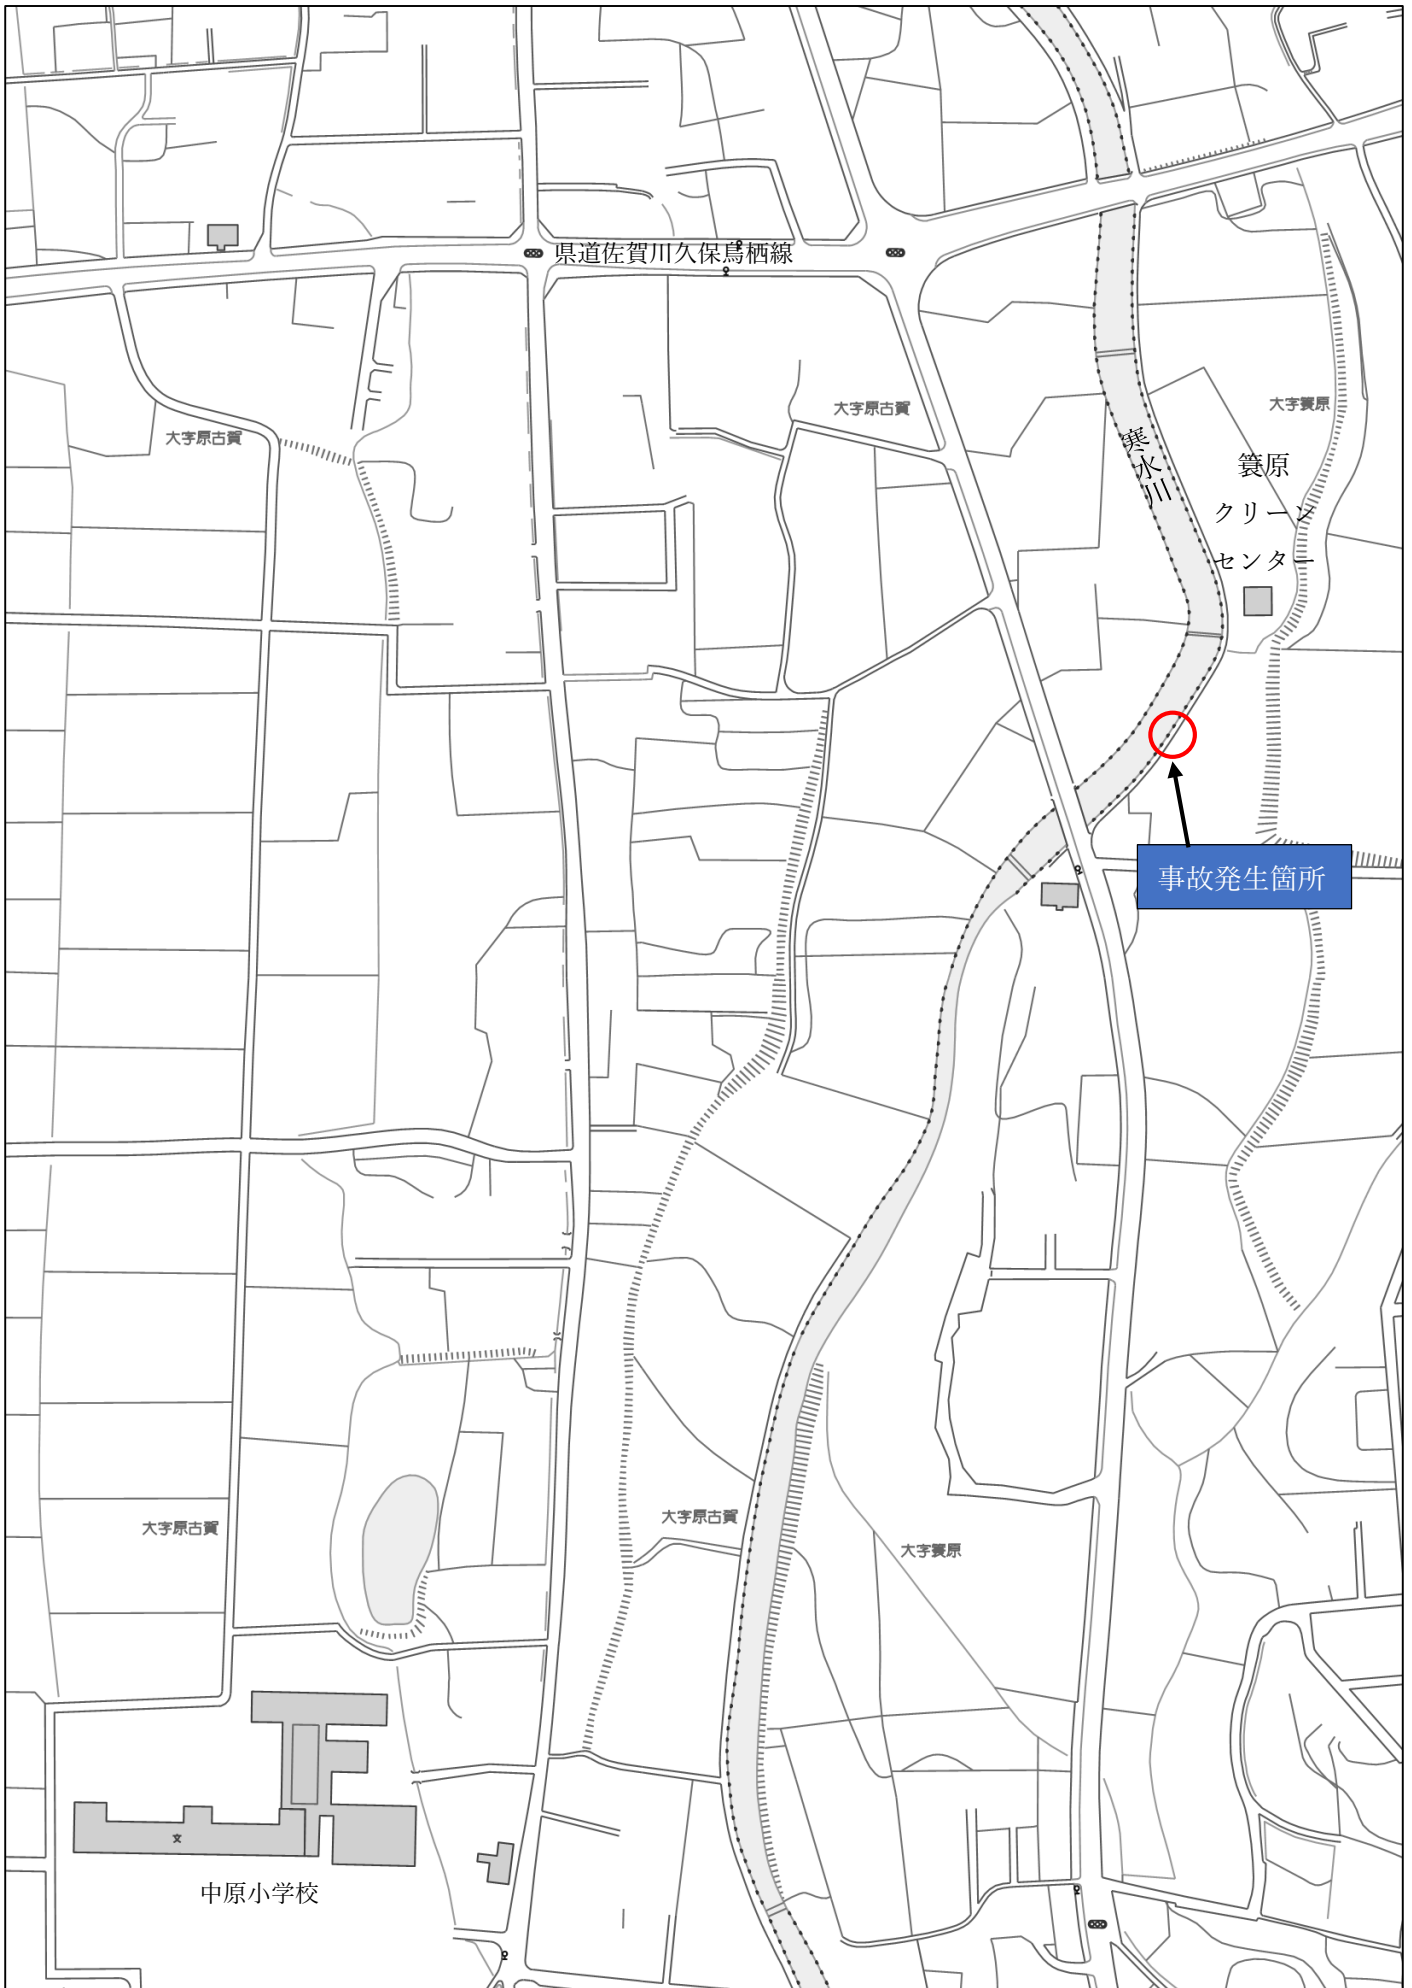 県道佐賀川久保鳥栖線
大字原古賀
大字簑原
大字原古賀
寒水川
簑原
クリーン
センター
事故発生箇所
大字原古賀
大字原古賀
大字簑原
文
中原小学校